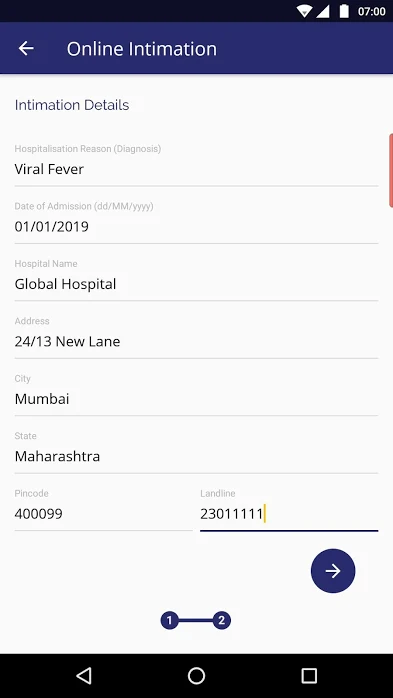 07:00
Online Intimation
Intimation Details
Hospitalisation Reason (Diagnosis)
Viral Fever
Date of Admission (dd/MM/yyyy)
01/01/2019
Hospital Name
Global Hospital
Address
24/13 New Lane
City
Mumbai
State
Maharashtra
Pincode Landline
400099 23011111
1 2